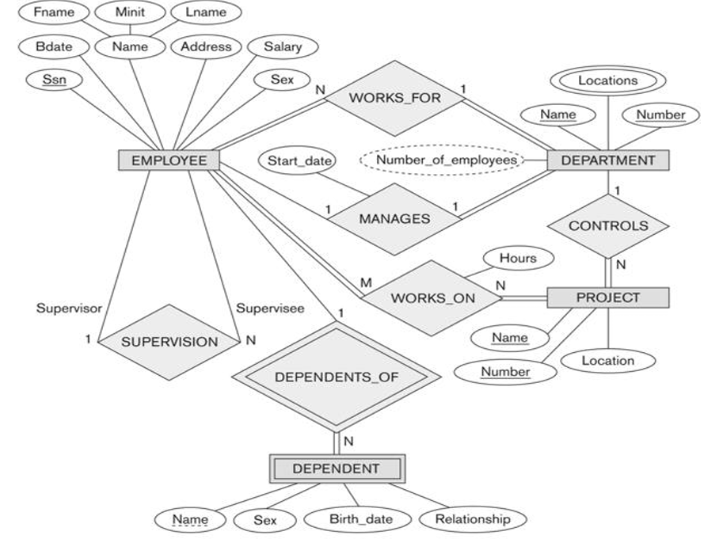 Fname
Minit
Lname
Bdate
Name
Address
Salary
Ssn
Sex
N
WORKS_FOR
1
Locations
Name
Number
EMPLOYEE
Start_date
Number_of_employees
DEPARTMENT
1
MANAGES
1
1
CONTROLS
N
Hours
M
WORKS_ON
N
PROJECT
Supervisor
Supervisee
1
SUPERVISION
N
1
Name
Number
Location
DEPENDENTS_OF
N
DEPENDENT
Name
Sex
Birth_date
Relationship